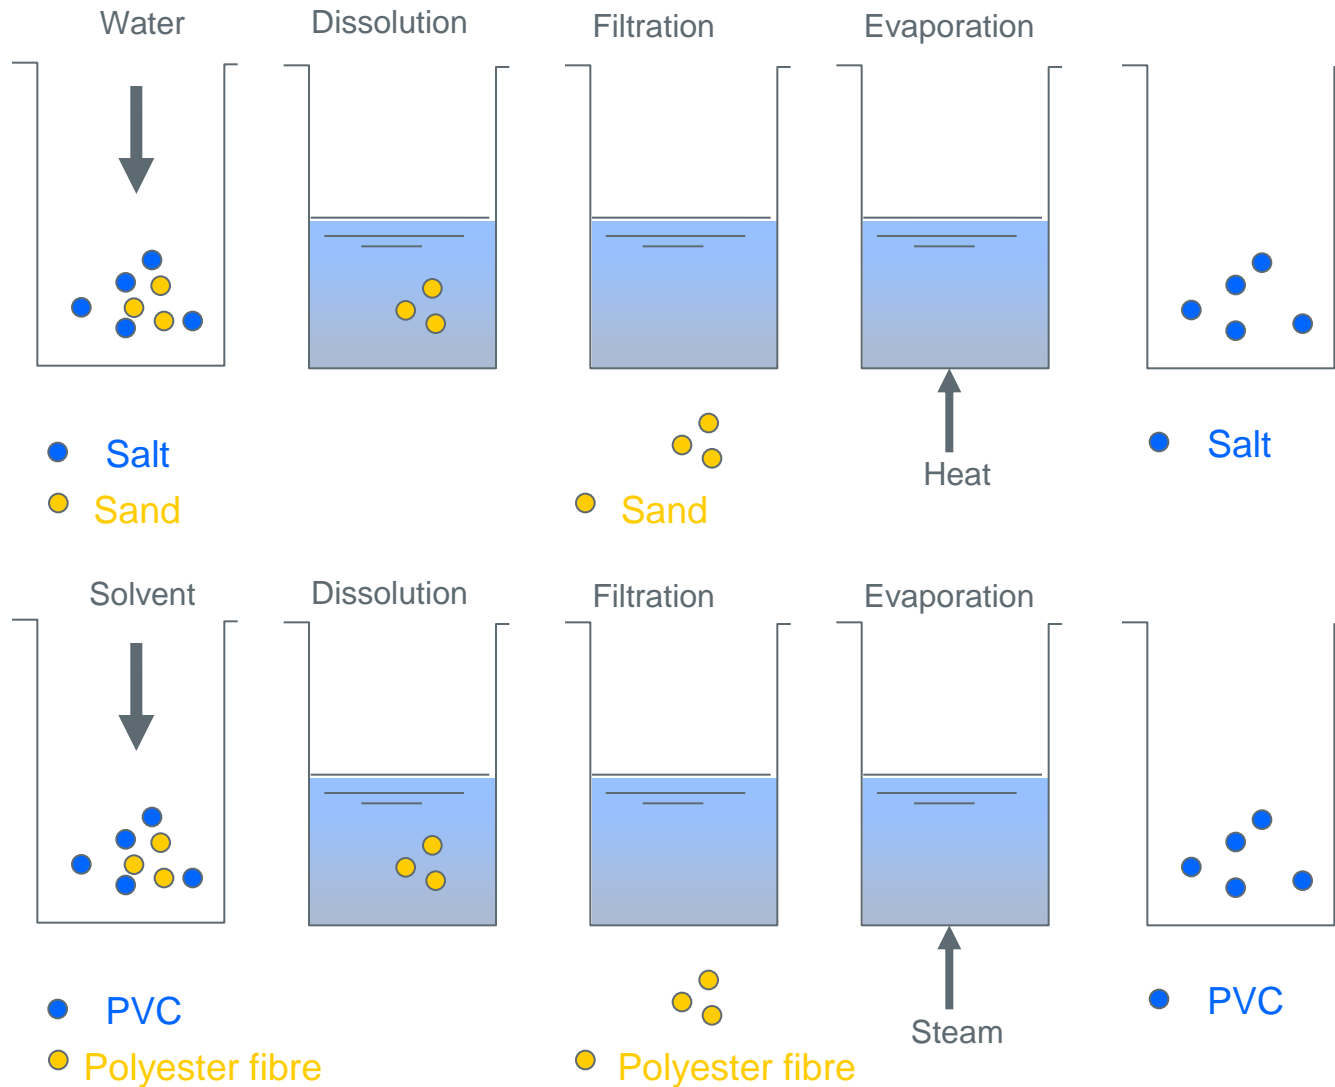 Water
Dissolution
Filtration
Evaporation
Salt
Sand
Sand
Heat
Salt
Solvent
Dissolution
Filtration
Evaporation
PVC
Polyester fibre
Polyester fibre
Steam
PVC